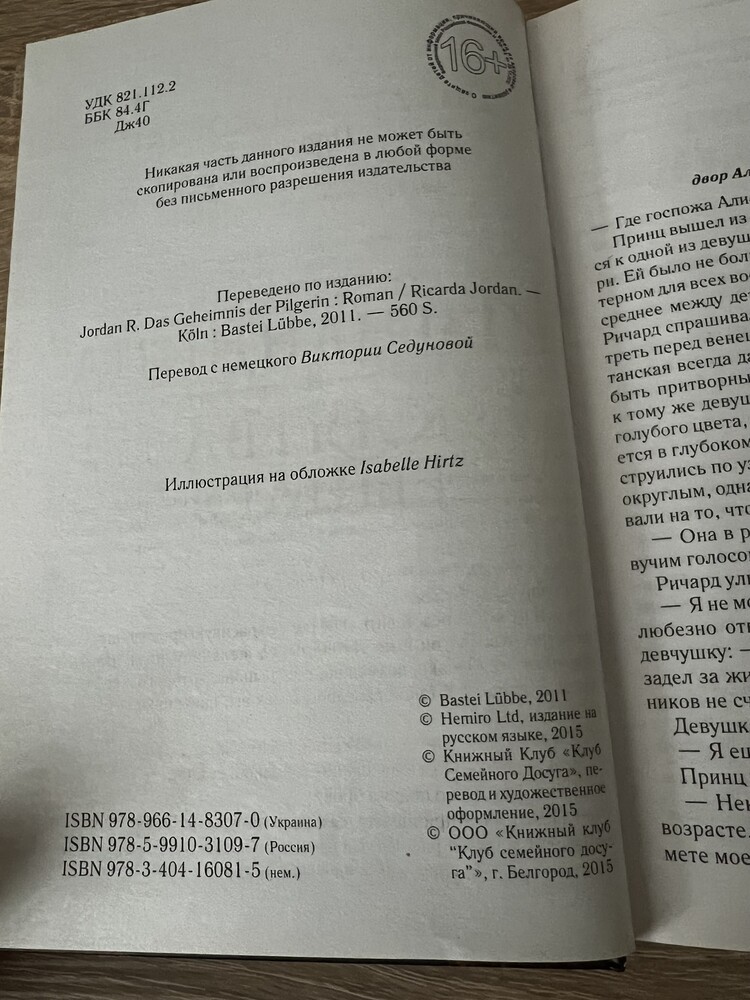 16+
УДК 821.112.2
ББК 84.4Г
Дж40
Никакая часть данного издания не может быть
скопирована или воспроизведена в любой форме
без письменного разрешения издательства
Переведено по изданию:
Jordan R. Das Geheimnis der Pilgerin : Roman / Ricarda Jordan. —
Köln : Bastei Lübbe, 2011. — 560 S.
Перевод с немецкого Виктории Седуновой
Иллюстрация на обложке Isabelle Hirtz
© Bastei Lübbe, 2011
© Hemiro Ltd, издание на
русском языке, 2015
© Книжный Клуб «Клуб
Семейного Досуга», пе-
ревод и художественное
оформление, 2015
© ООО «Книжный клуб
"Клуб семейного досу-
га"», г. Белгород, 2015
ISBN 978-966-14-8307-0 (Украина)
ISBN 978-5-9910-3109-7 (Россия)
ISBN 978-3-404-16081-5 (нем.)
двор Ал
— Где госпожа Али
Принц вышел из
ся к одной из девуш
ри. Ей было не бол
терном для всех во
среднее между де
Ричард спрашива
треть перед вене
танская всегда д
быть притворны
к тому же девуш
голубого цвета,
ется в глубоком
струились по у
округлым, одна
вали на то, что
— Она в р
вучим голосо
Ричард ул
— Я не мо
любезно от
девчушку: —
задел за жи
ников не сч
Девушк
— Я ещ
Принц
— Нек
возрасте.
мете мое